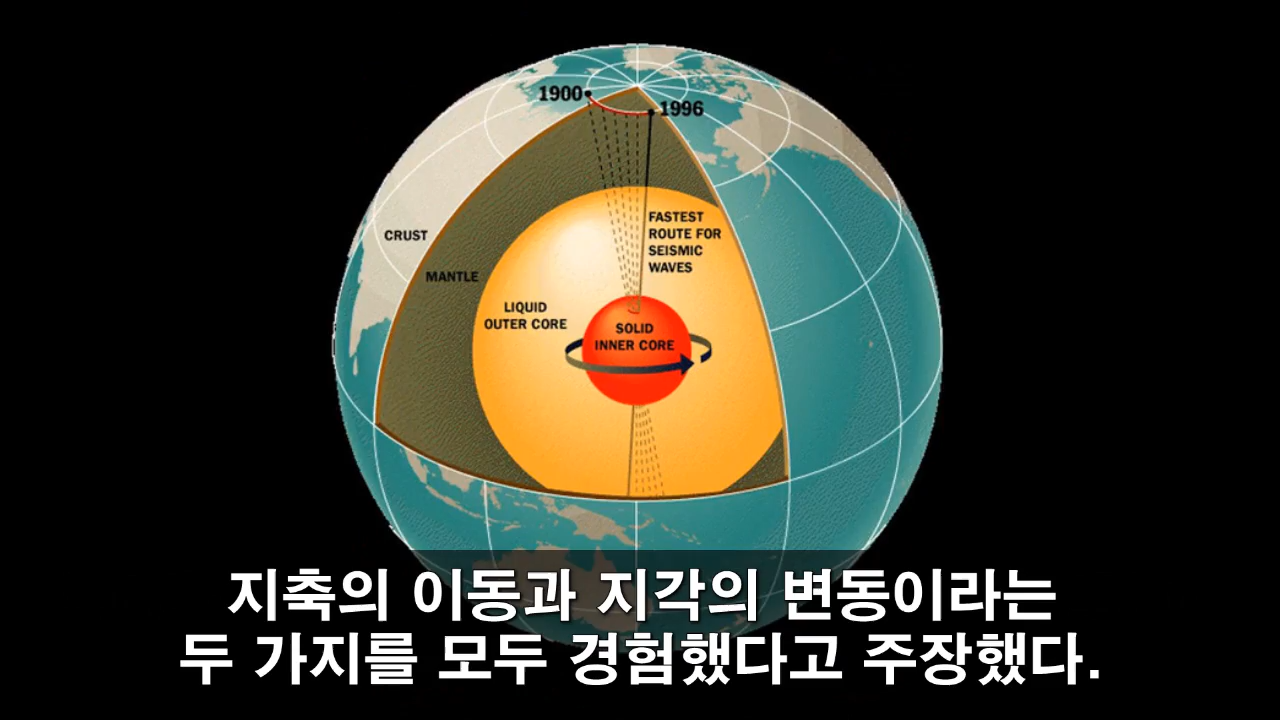 1900
1996
FASTEST
ROUTE FOR
SEISMIC
WAVES
CRUST
MANTLE
LIQUID
OUTER CORE
SOLID
INNER CORE
지축의 이동과 지각의 변동이라는
두 가지를 모두 경험했다고 주장했다.